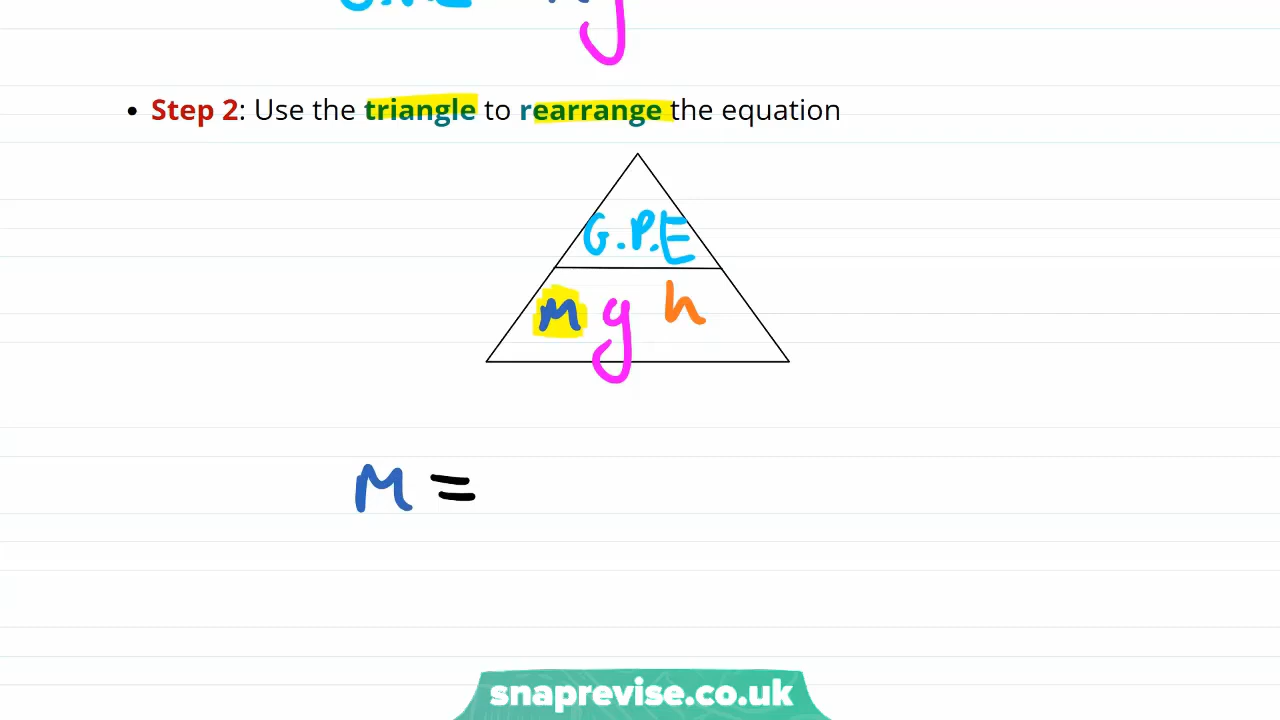 • Step 2: Use the triangle to rearrange the equation
G.P.E
m g h
m =
snaprevise.co.uk